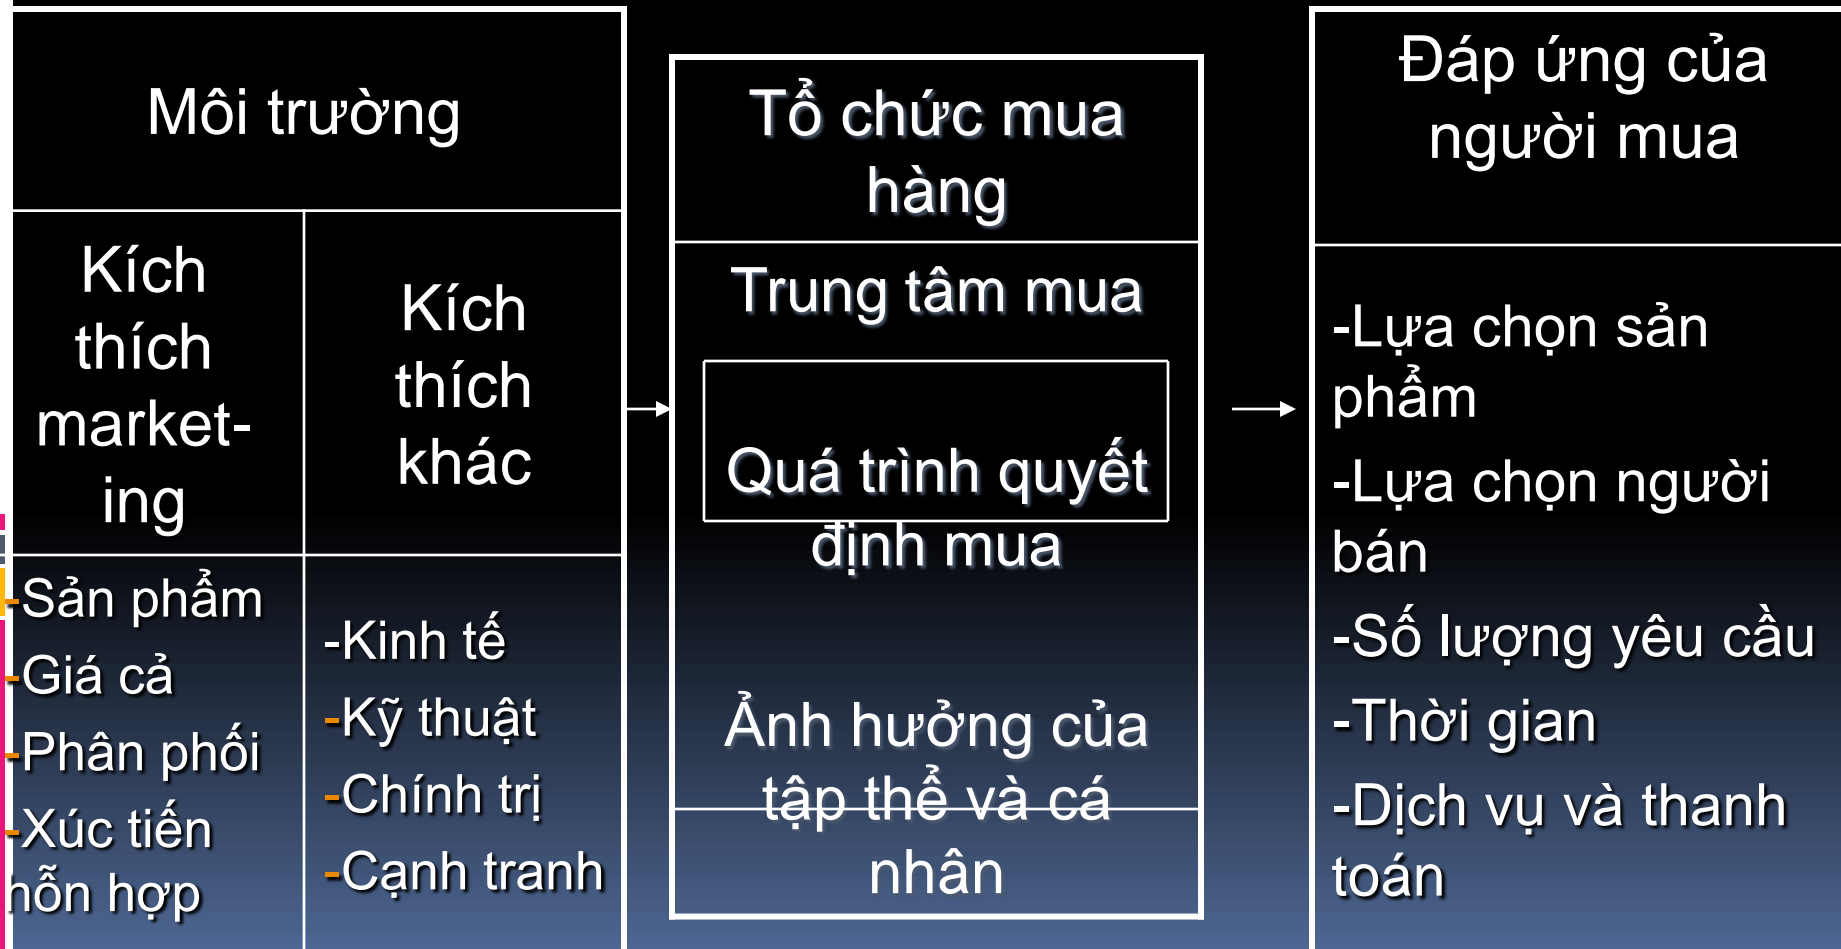 Môi trường
Kích
thích
market-
ing
Kích
thích
khác
-Sản phẩm
-Giá cả
-Phân phối
-Xúc tiến
hỗn hợp
-Kinh tế
-Kỹ thuật
-Chính trị
-Cạnh tranh
Tổ chức mua
hàng
Trung tâm mua
Quá trình quyết
định mua
Ảnh hưởng của
tập thể và cá
nhân
Đáp ứng của
người mua
-Lựa chọn sản
phẩm
-Lựa chọn người
bán
-Số lượng yêu cầu
-Thời gian
-Dịch vụ và thanh
toán